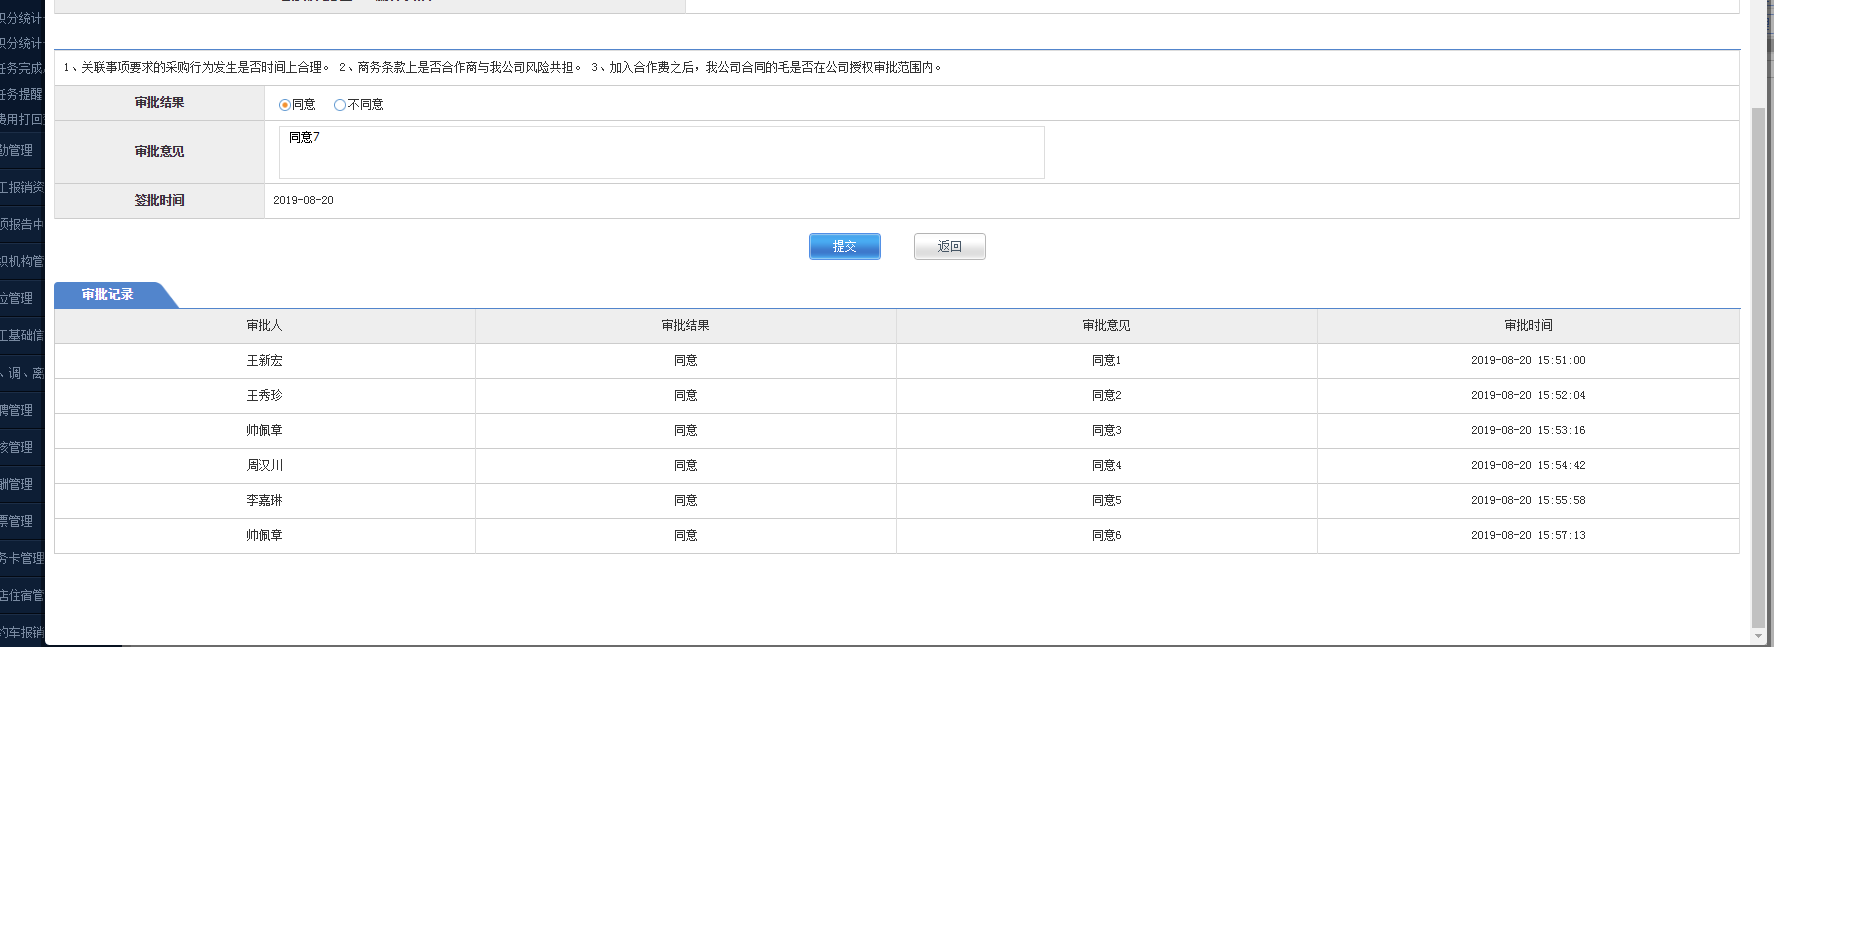 积分统计
积分统计
任务完成
任务提醒
费用打回
勤管理
工报销资
项报告中
织机构管
位管理
工基础信
、调、离
聘管理
核管理
酬管理
票管理
务卡管理
店住宿管
约车报销
1、关联事项要求的采购行为发生是否时间上合理。 2、商务条款上是否合作商与我公司风险共担。 3、加入合作费之后，我公司合同的毛是否在公司授权审批范围内。
审批结果 同意 不同意
审批意见 同意7
签批时间 2019-08-20
提交 返回
审批记录
审批人 审批结果 审批意见 审批时间
王新宏 同意 同意1 2019-08-20 15:51:00
王秀珍 同意 同意2 2019-08-20 15:52:04
帅佩章 同意 同意3 2019-08-20 15:53:16
周汉川 同意 同意4 2019-08-20 15:54:42
李嘉琳 同意 同意5 2019-08-20 15:55:58
帅佩章 同意 同意6 2019-08-20 15:57:13